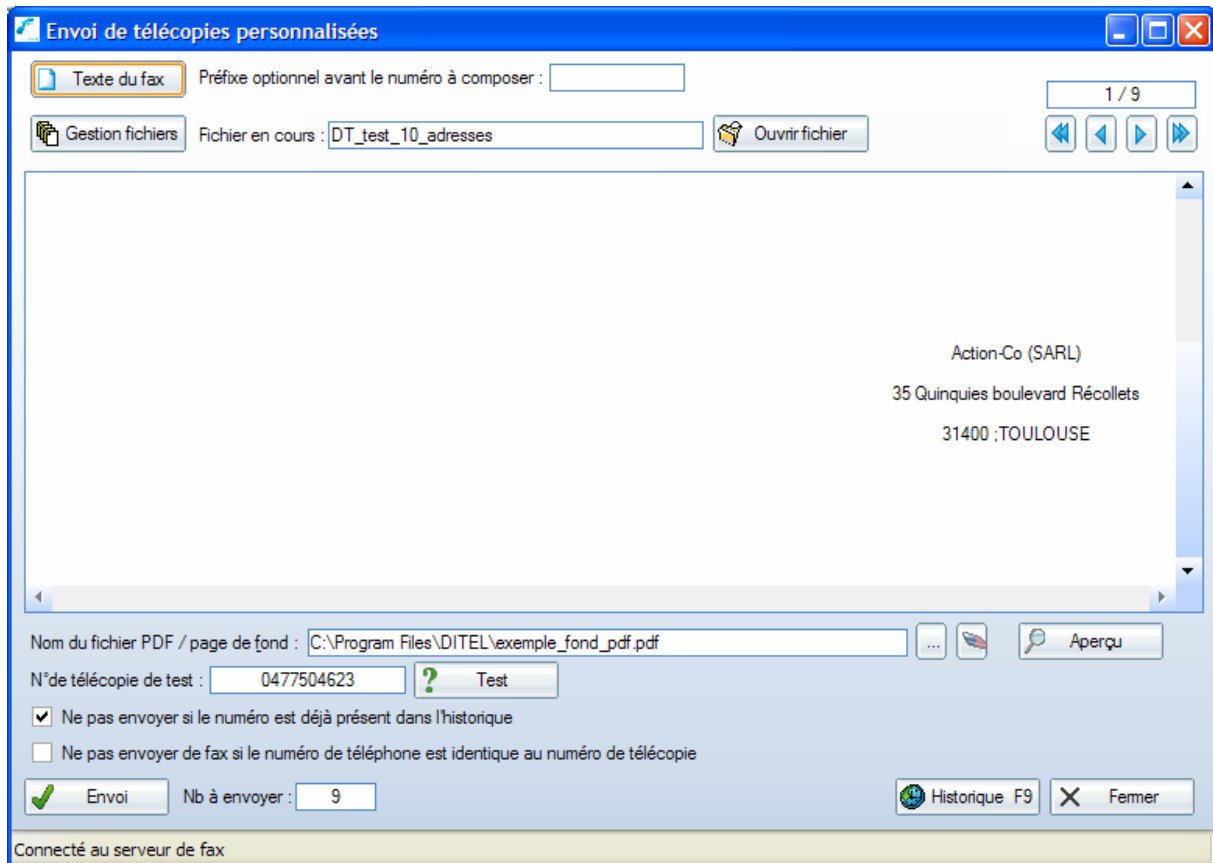 Envoi de télécopies personnalisées
Texte du fax
Préfixe optionnel avant le numéro à composer :
1 / 9
Gestion fichiers
Fichier en cours : DT_test_10_adresses
Ouvrir fichier
Action-Co (SARL)
35 Quinquies boulevard Récollets
31400 ;TOULOUSE
Nom du fichier PDF / page de fond : C:\Program Files\DITEL\exemple_fond_pdf.pdf
...
Aperçu
N°de télécopie de test : 0477504623
? Test
Ne pas envoyer si le numéro est déjà présent dans l'historique
Ne pas envoyer de fax si le numéro de téléphone est identique au numéro de télécopie
Envoi
Nb à envoyer : 9
Historique F9
Fermer
Connecté au serveur de fax